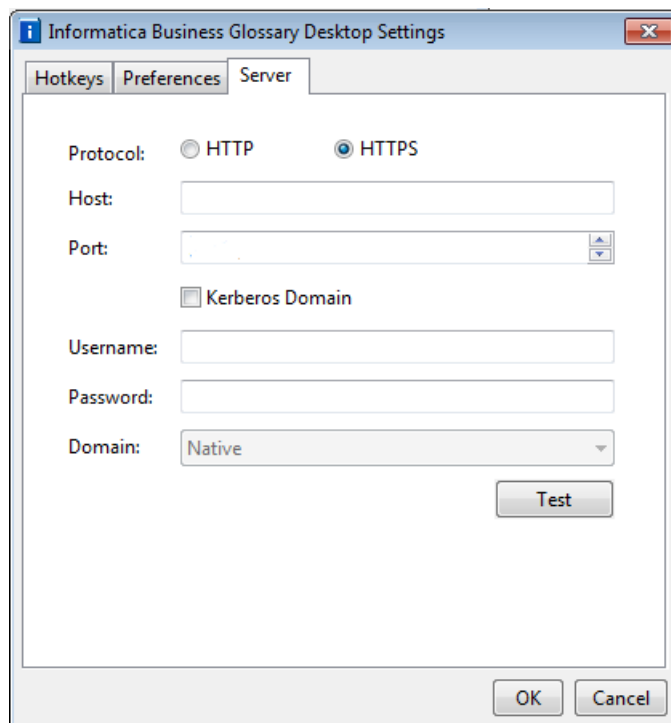 Informatica Business Glossary Desktop Settings
Hotkeys Preferences Server
Protocol: HTTP HTTPS
Host:
Port:
Kerberos Domain
Username:
Password:
Domain: Native
Test
OK Cancel